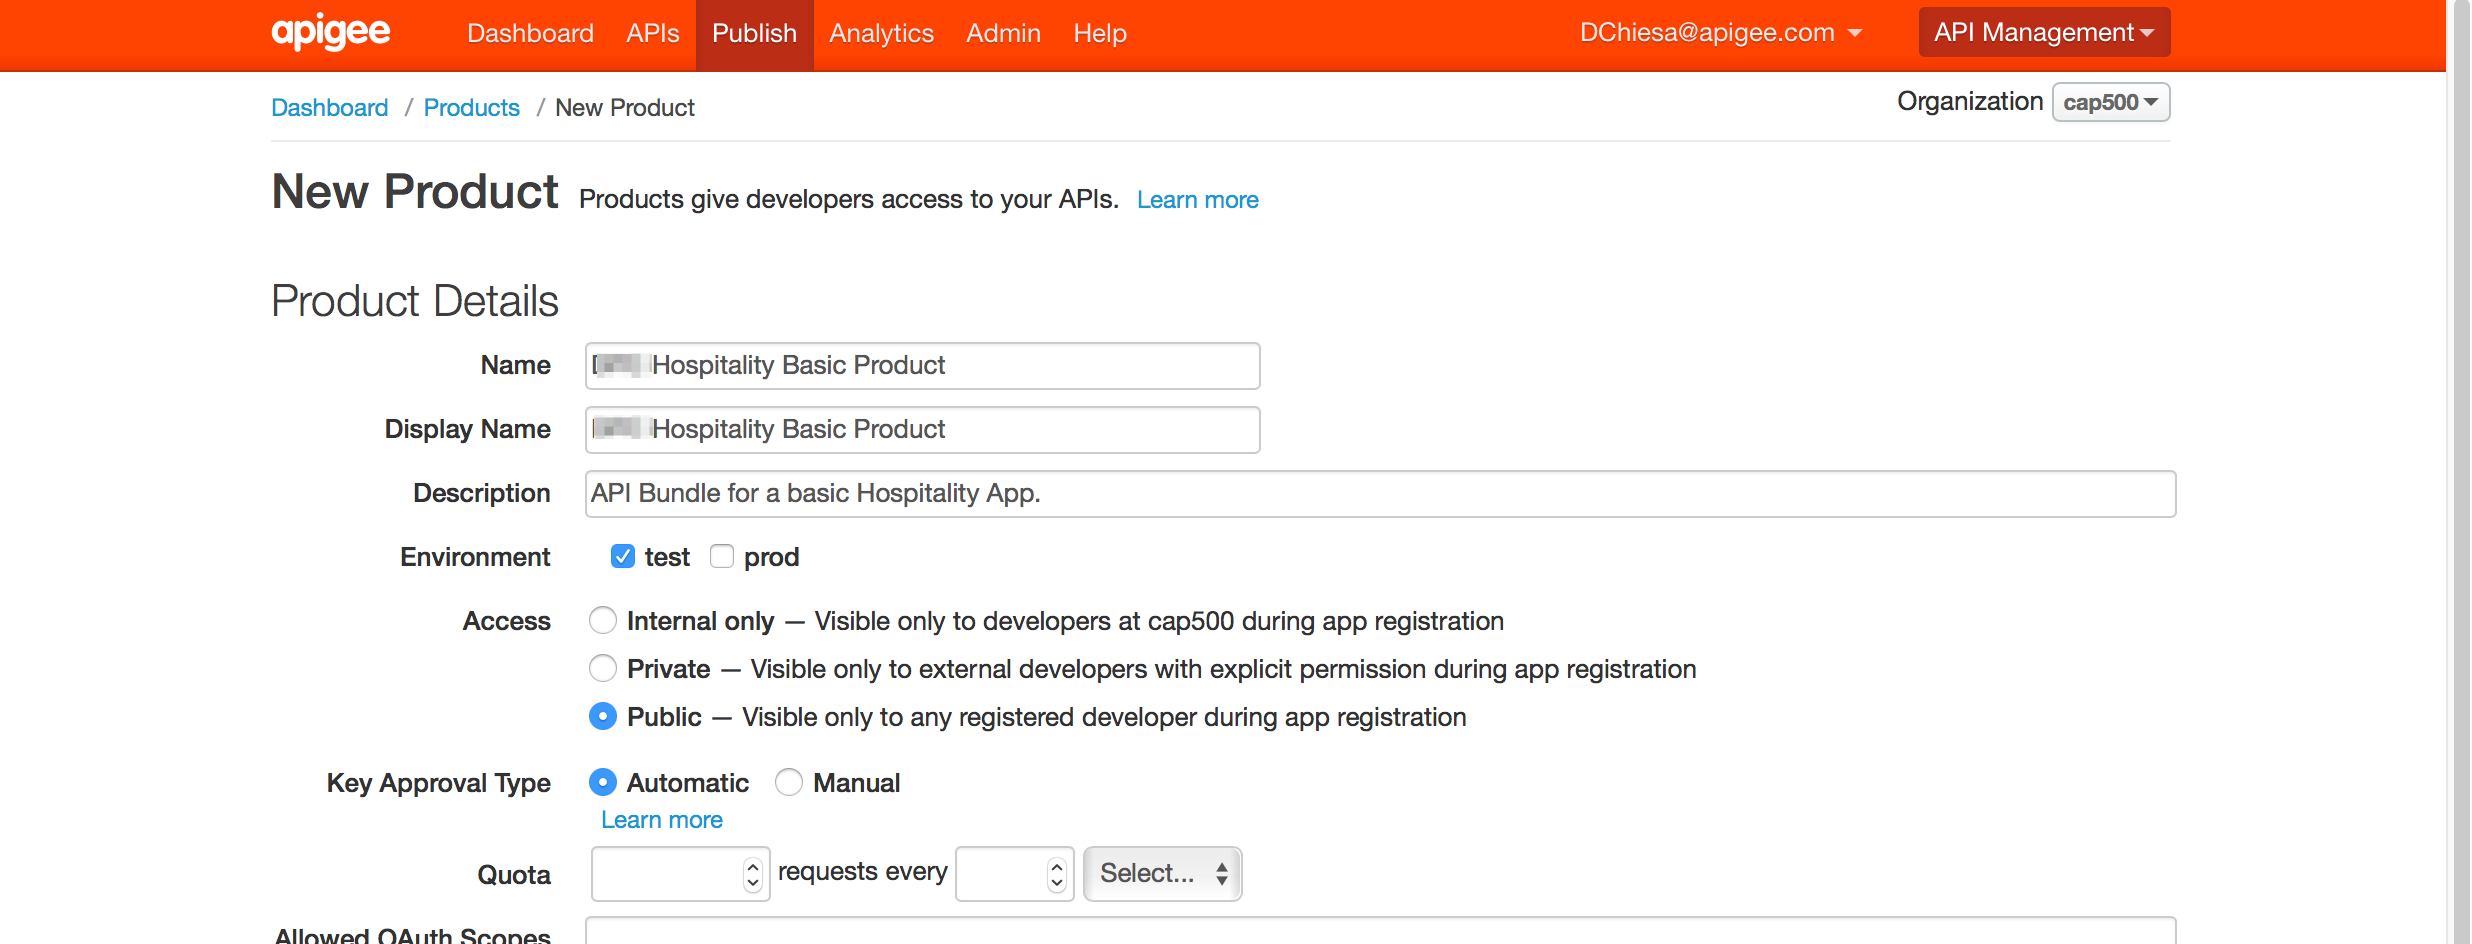 apigee Dashboard APIs Publish Analytics Admin Help DChiesa@apigee.com API Management
Dashboard / Products / New Product Organization cap500
New Product Products give developers access to your APIs. Learn more
Product Details
Name Hospitality Basic Product
Display Name Hospitality Basic Product
Description API Bundle for a basic Hospitality App.
Environment test prod
Access Internal only — Visible only to developers at cap500 during app registration
Private — Visible only to external developers with explicit permission during app registration
Public — Visible only to any registered developer during app registration
Key Approval Type Automatic Manual
Learn more
Quota requests every Select...
Allowed OAuth Scopes